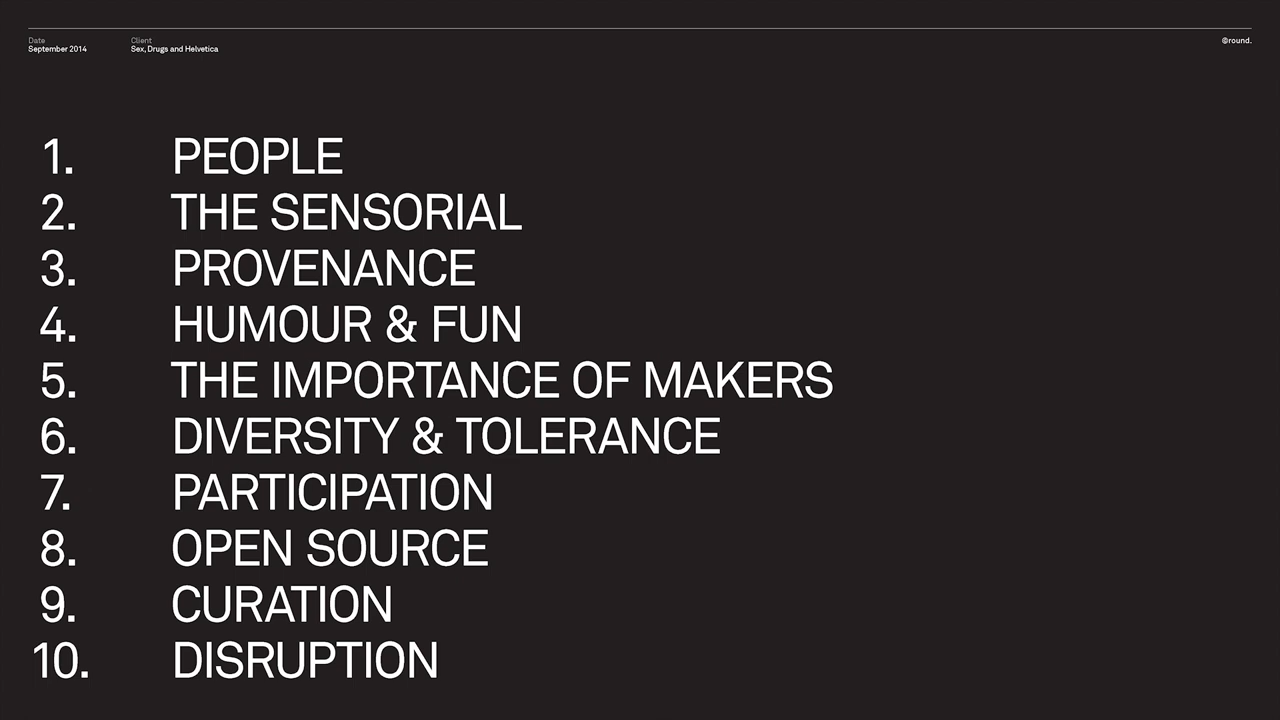 Date
September 2014
Client
Sex, Drugs and Helvetica
©round.
1. PEOPLE
2. THE SENSORIAL
3. PROVENANCE
4. HUMOUR & FUN
5. THE IMPORTANCE OF MAKERS
6. DIVERSITY & TOLERANCE
7. PARTICIPATION
8. OPEN SOURCE
9. CURATION
10. DISRUPTION